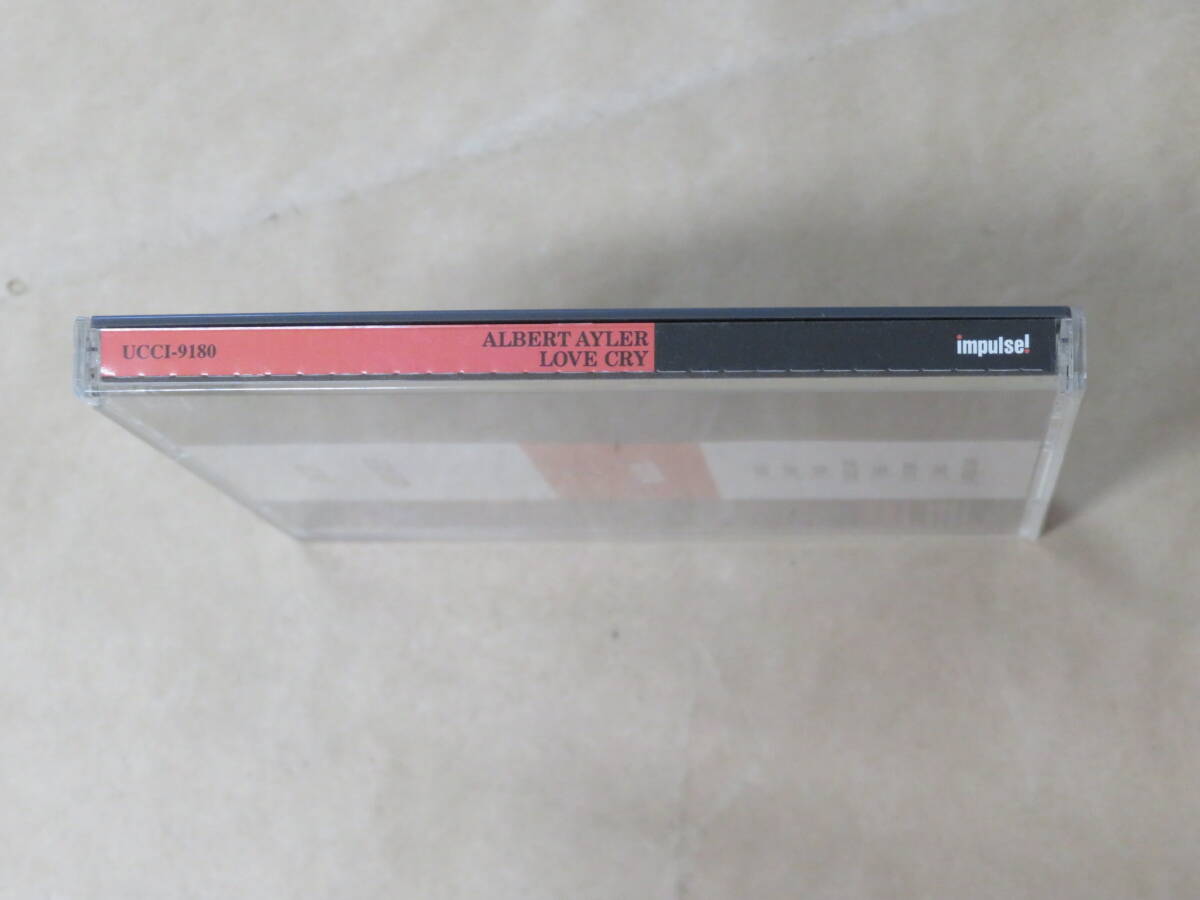 UCCI-9180
ALBERT AYLER
LOVE CRY
impulse!